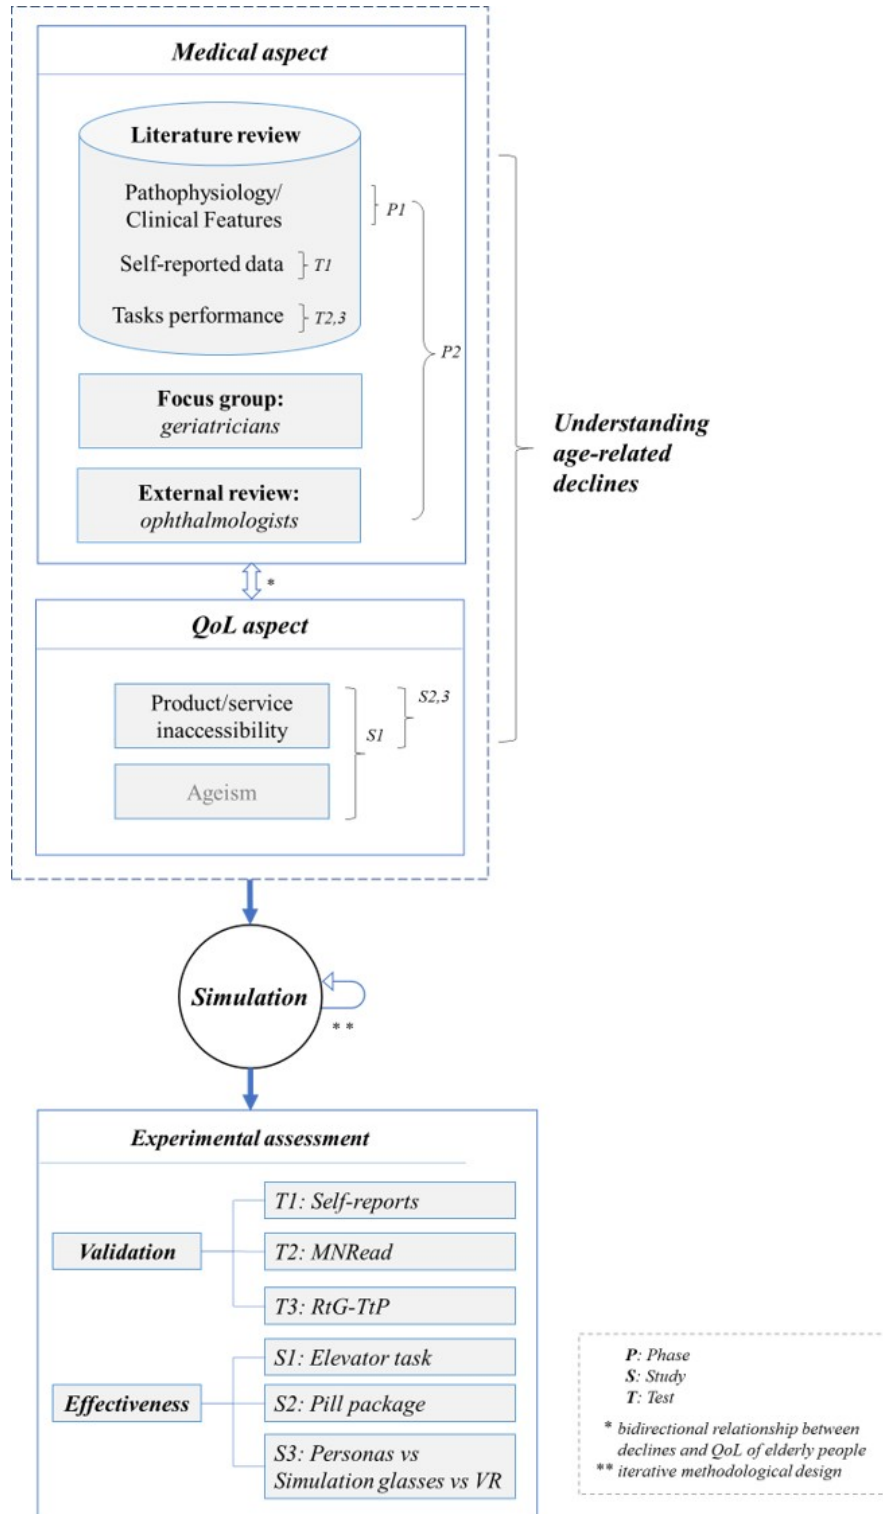 Medical aspect
Literature review
Pathophysiology/
Clinical Features
P1
Self-reported data
T1
Tasks performance
T2,3
P2
Focus group:
geriatricians
External review:
ophthalmologists
Understanding
age-related
declines
*
QoL aspect
Product/service
inaccessibility
S1
S2,3
Ageism
Simulation
* *
Experimental assessment
Validation
T1: Self-reports
T2: MNRead
T3: RtG-TtP
Effectiveness
S1: Elevator task
S2: Pill package
S3: Personas vs
Simulation glasses vs VR
P: Phase
S: Study
T: Test
* bidirectional relationship between
declines and QoL of elderly people
** iterative methodological design